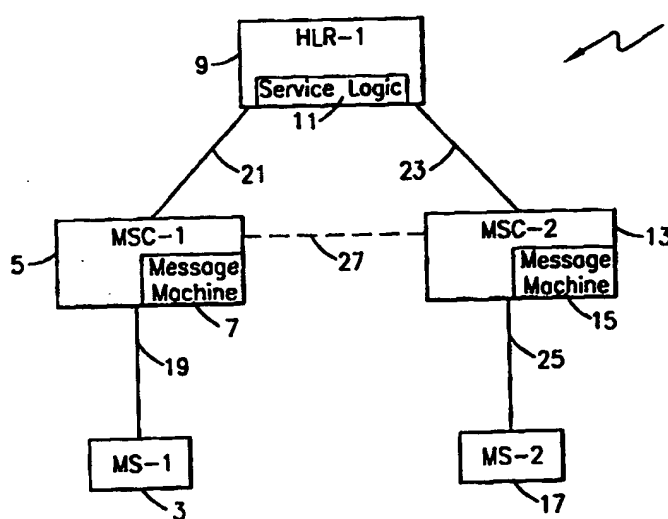 HLR-1
9
Service Logic
11
21
23
MSC-1
MSC-2
13
5
27
Message
Machine
Message
Machine
7
15
19
25
MS-1
MS-2
3
17